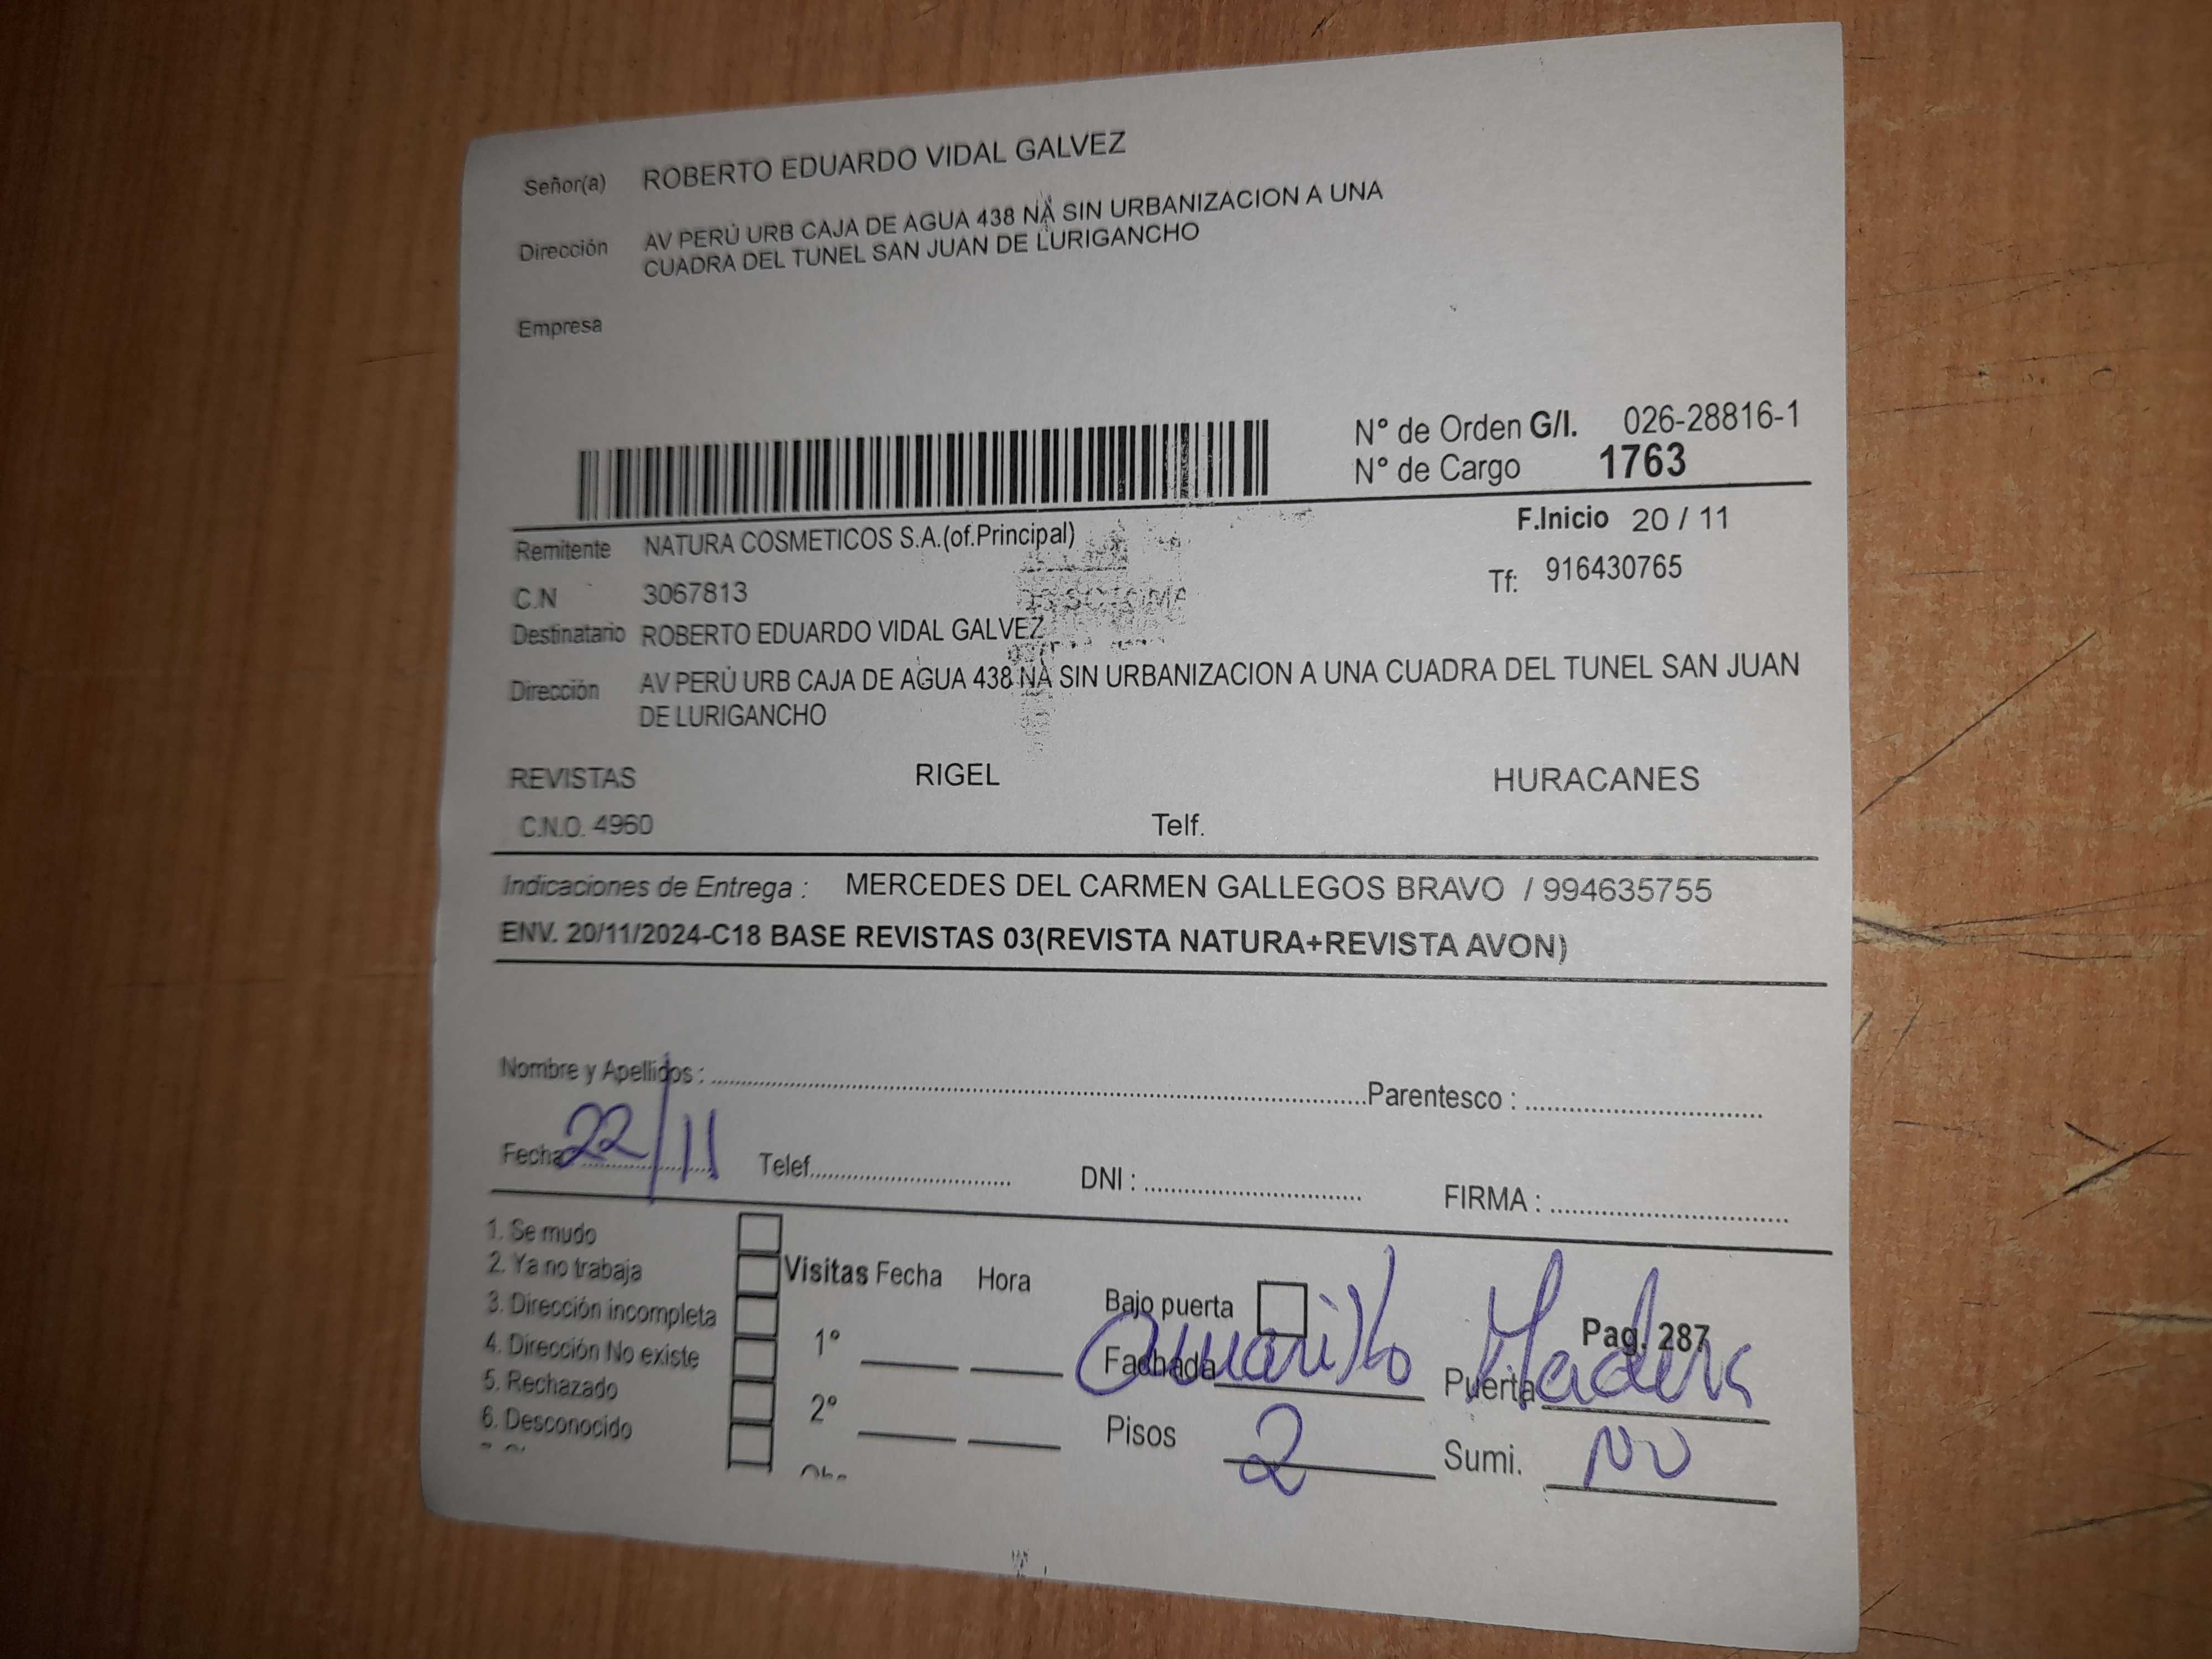 Señor(a) ROBERTO EDUARDO VIDAL GALVEZ
Dirección AV PERÚ URB CAJA DE AGUA 438 NA SIN URBANIZACION A UNA
CUADRA DEL TUNEL SAN JUAN DE LURIGANCHO
Empresa
N° de Orden G/I. 026-28816-1
N° de Cargo 1763
F.Inicio 20 / 11
Remitente NATURA COSMETICOS S.A.(of.Principal)
Tf: 916430765
C.N 3067813
Destinatario ROBERTO EDUARDO VIDAL GALVEZ
Dirección AV PERÚ URB CAJA DE AGUA 438 NA SIN URBANIZACION A UNA CUADRA DEL TUNEL SAN JUAN
DE LURIGANCHO
REVISTAS RIGEL HURACANES
C.N.O. 4960 Telf.
Indicaciones de Entrega : MERCEDES DEL CARMEN GALLEGOS BRAVO / 994635755
ENV. 20/11/2024-C18 BASE REVISTAS 03(REVISTA NATURA+REVISTA AVON)
Nombre y Apellidos : Parentesco :
Fecha 22/11 Telef. DNI : FIRMA :
1. Se mudo
2. Ya no trabaja
3. Dirección incompleta
4. Dirección No existe
5. Rechazado
6. Desconocido
Visitas Fecha Hora
1°
2°
Bajo puerta
Pag. 287
Fachada Amarillo Puerta Madera
Pisos 2 Sumi. NO